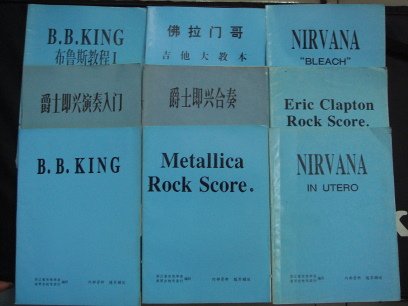 B.B.KING
布鲁斯教程I
佛拉门哥
吉他大教本
NIRVANA
"BLEACH"
爵士即兴演奏入门
爵士即兴合奏
Eric Clapton
Rock Score.
B.B.KING
Metallica
Rock Score.
NIRVANA
IN UTERO